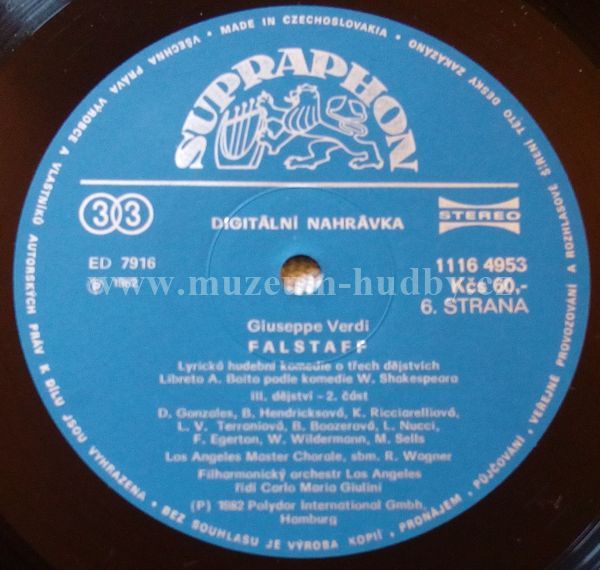 • MADE IN CZECHOSLOVAKIA • VEŘEJNÉ PROVOZOVÁNÍ A ROZHLASOVÉ ŠÍŘENÍ TÉTO DESKY ZAKÁZÁNO
VŠECHNA PRÁVA VÝROBCE A VLASTNÍKŮ AUTORSKÝCH PRÁV K DÍLU JSOU VYHRAZENA • BEZ SOUHLASU JE VÝROBA KOPIÍ, PRONÁJEM, PŮJČOVÁNÍ,
SUPRAPHON
33
DIGITÁLNÍ NAHRÁVKA
STEREO
ED 7916
1116 4953
℗ 1982
Kčs 60,-
www.muzeum-hudby.cz
6. STRANA
Giuseppe Verdi
FALSTAFF
Lyrická hudební komedie o třech dějstvích
Libreto A. Boito podle komedie W. Shakespeara
III. dějství - 2. část
D. Gonzales, B. Hendricksová, K. Ricciarelliová,
L. V. Terraniová, B. Boozerová, L. Nucci,
F. Egerton, W. Wildermann, M. Sells
Los Angeles Master Chorale, sbm. R. Wagner
Filharmonický orchestr Los Angeles
řídí Carlo Maria Giulini
(P) 1982 Polydor International Gmbh,
Hamburg